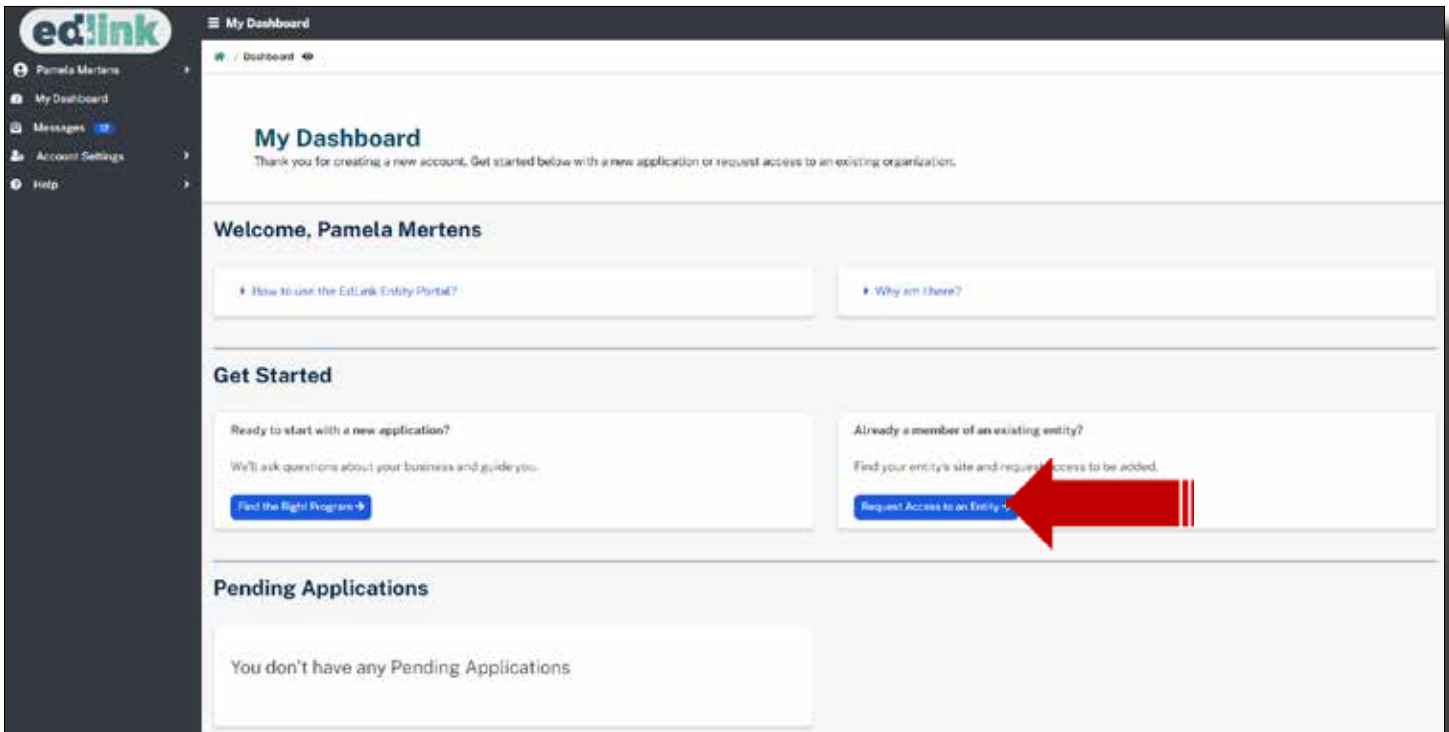 ed:link
My Dashboard
/ Dashboard
Pamela Mertens
My Dashboard
Messages
Account Settings
Help
My Dashboard
Thank you for creating a new account. Get started below with a new application or request access to an existing organization.
Welcome, Pamela Mertens
How to use the EdLink Entity Portal?
Why am I here?
Get Started
Ready to start with a new application?
We'll ask questions about your business and guide you.
Find the Right Program
Already a member of an existing entity?
Find your entity's site and request access to be added.
Request Access to an Entity
Pending Applications
You don't have any Pending Applications